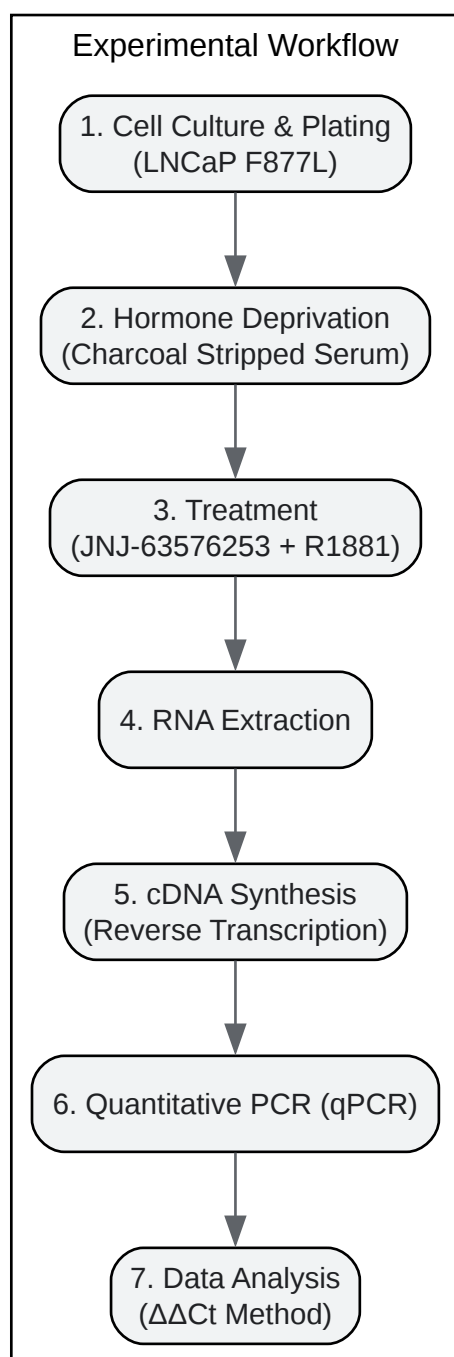 Experimental Workflow
1. Cell Culture & Plating
(LNCaP F877L)
2. Hormone Deprivation
(Charcoal Stripped Serum)
3. Treatment
(JNJ-63576253 + R1881)
4. RNA Extraction
5. cDNA Synthesis
(Reverse Transcription)
6. Quantitative PCR (qPCR)
7. Data Analysis
(ΔΔCt Method)